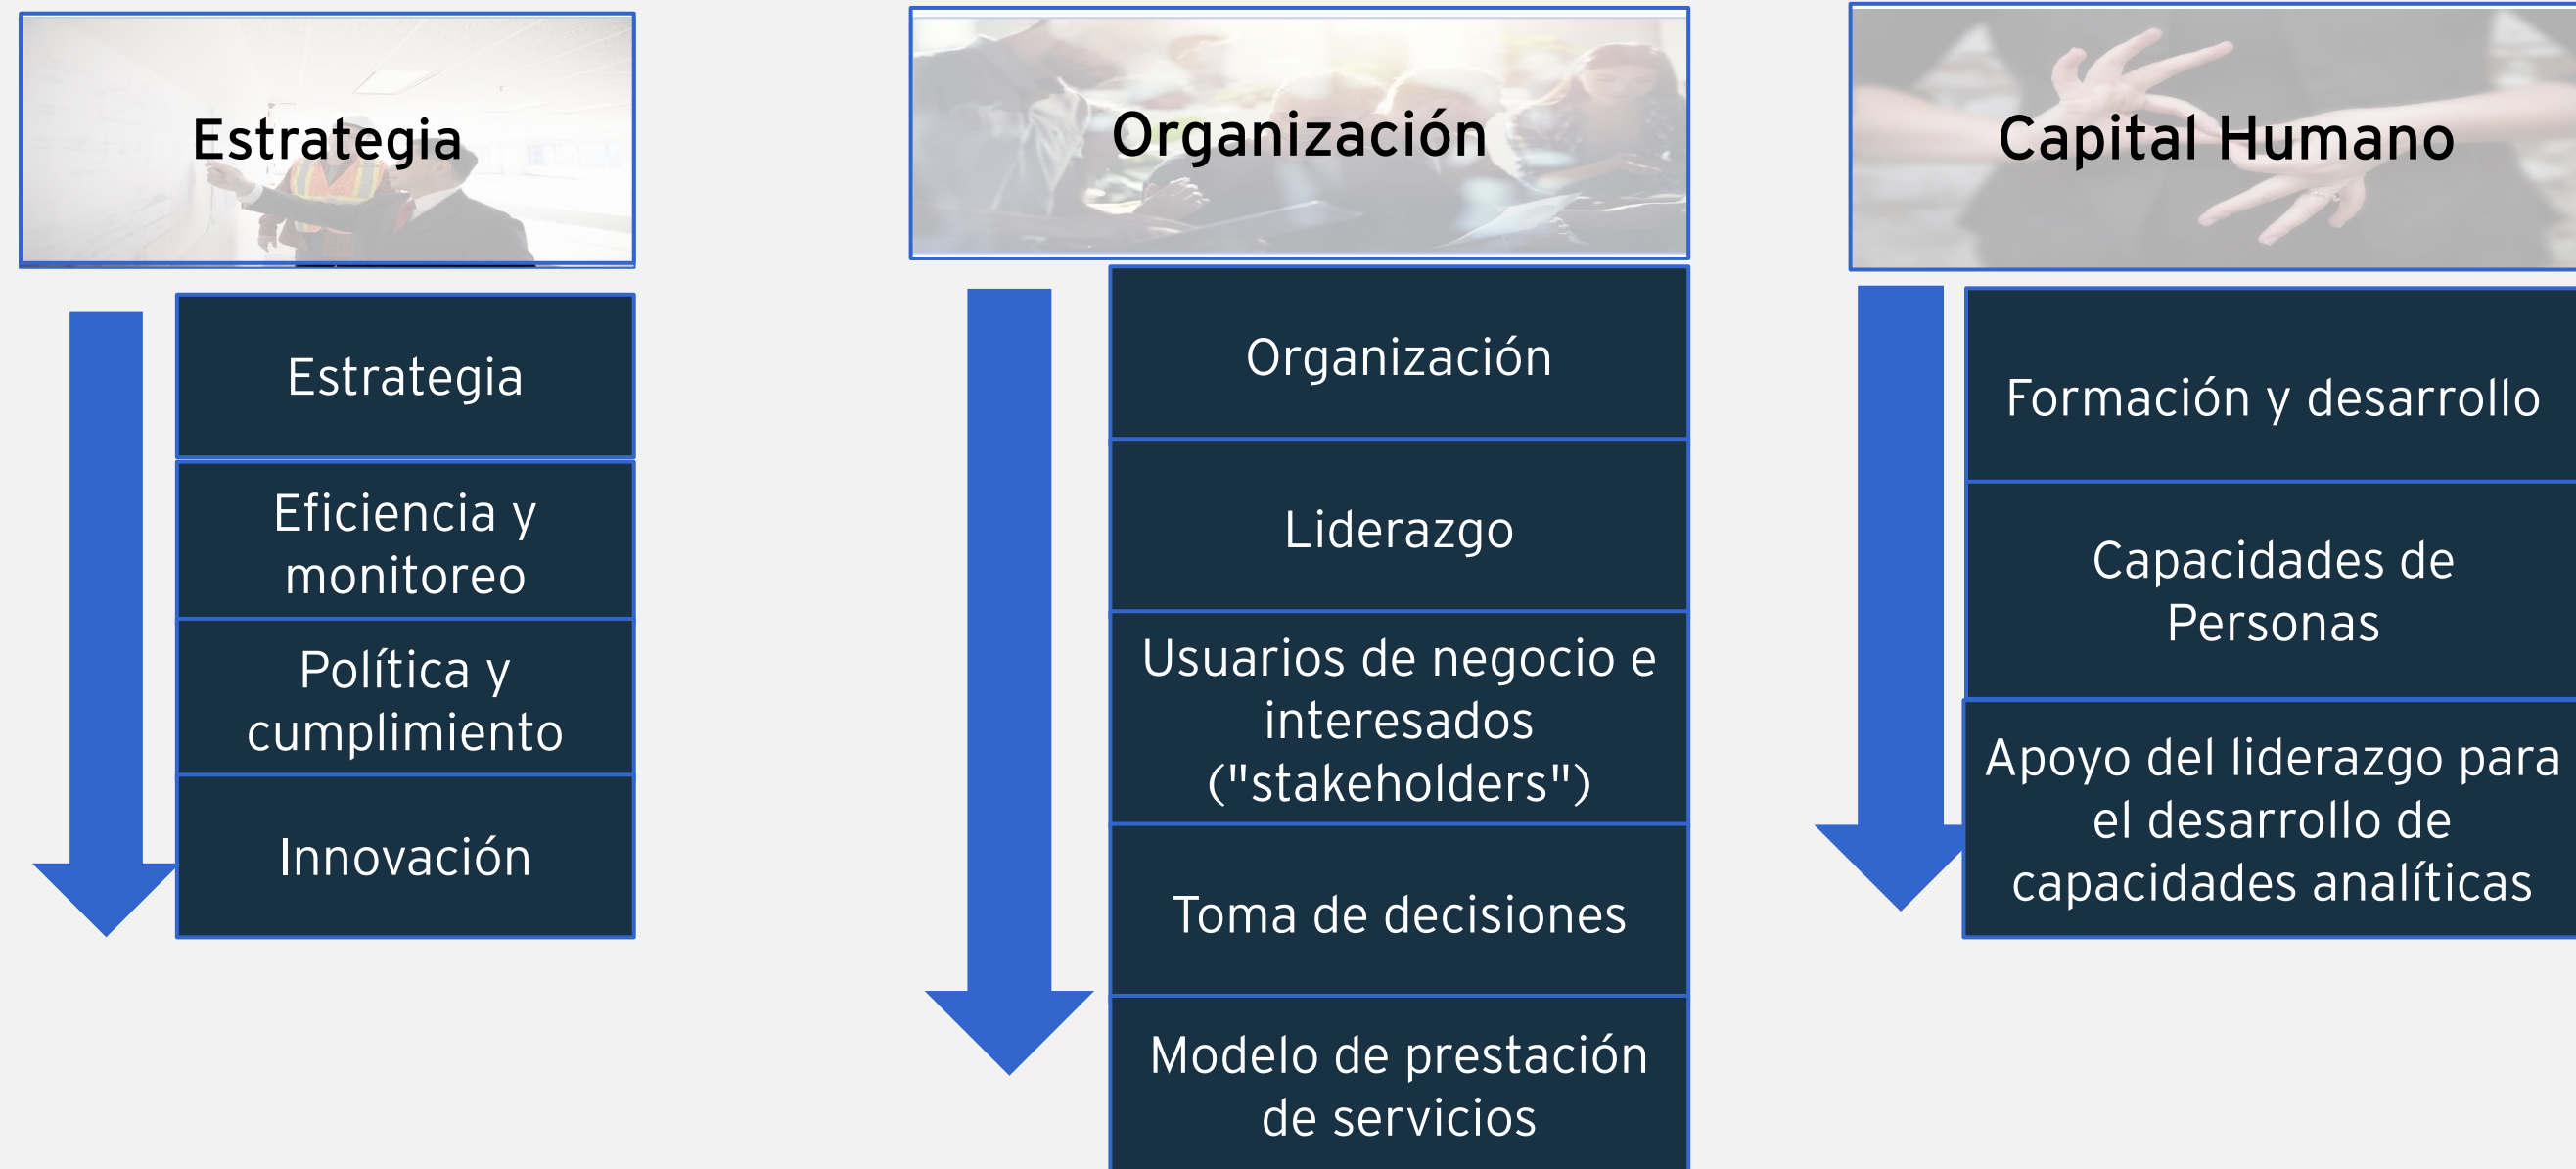 Estrategia
Estrategia
Eficiencia y
monitoreo
Política y
cumplimiento
Innovación
Organización
Organización
Liderazgo
Usuarios de negocio e
interesados
("stakeholders")
Toma de decisiones
Modelo de prestación
de servicios
Capital Humano
Formación y desarrollo
Capacidades de
Personas
Apoyo del liderazgo para
el desarrollo de
capacidades analíticas